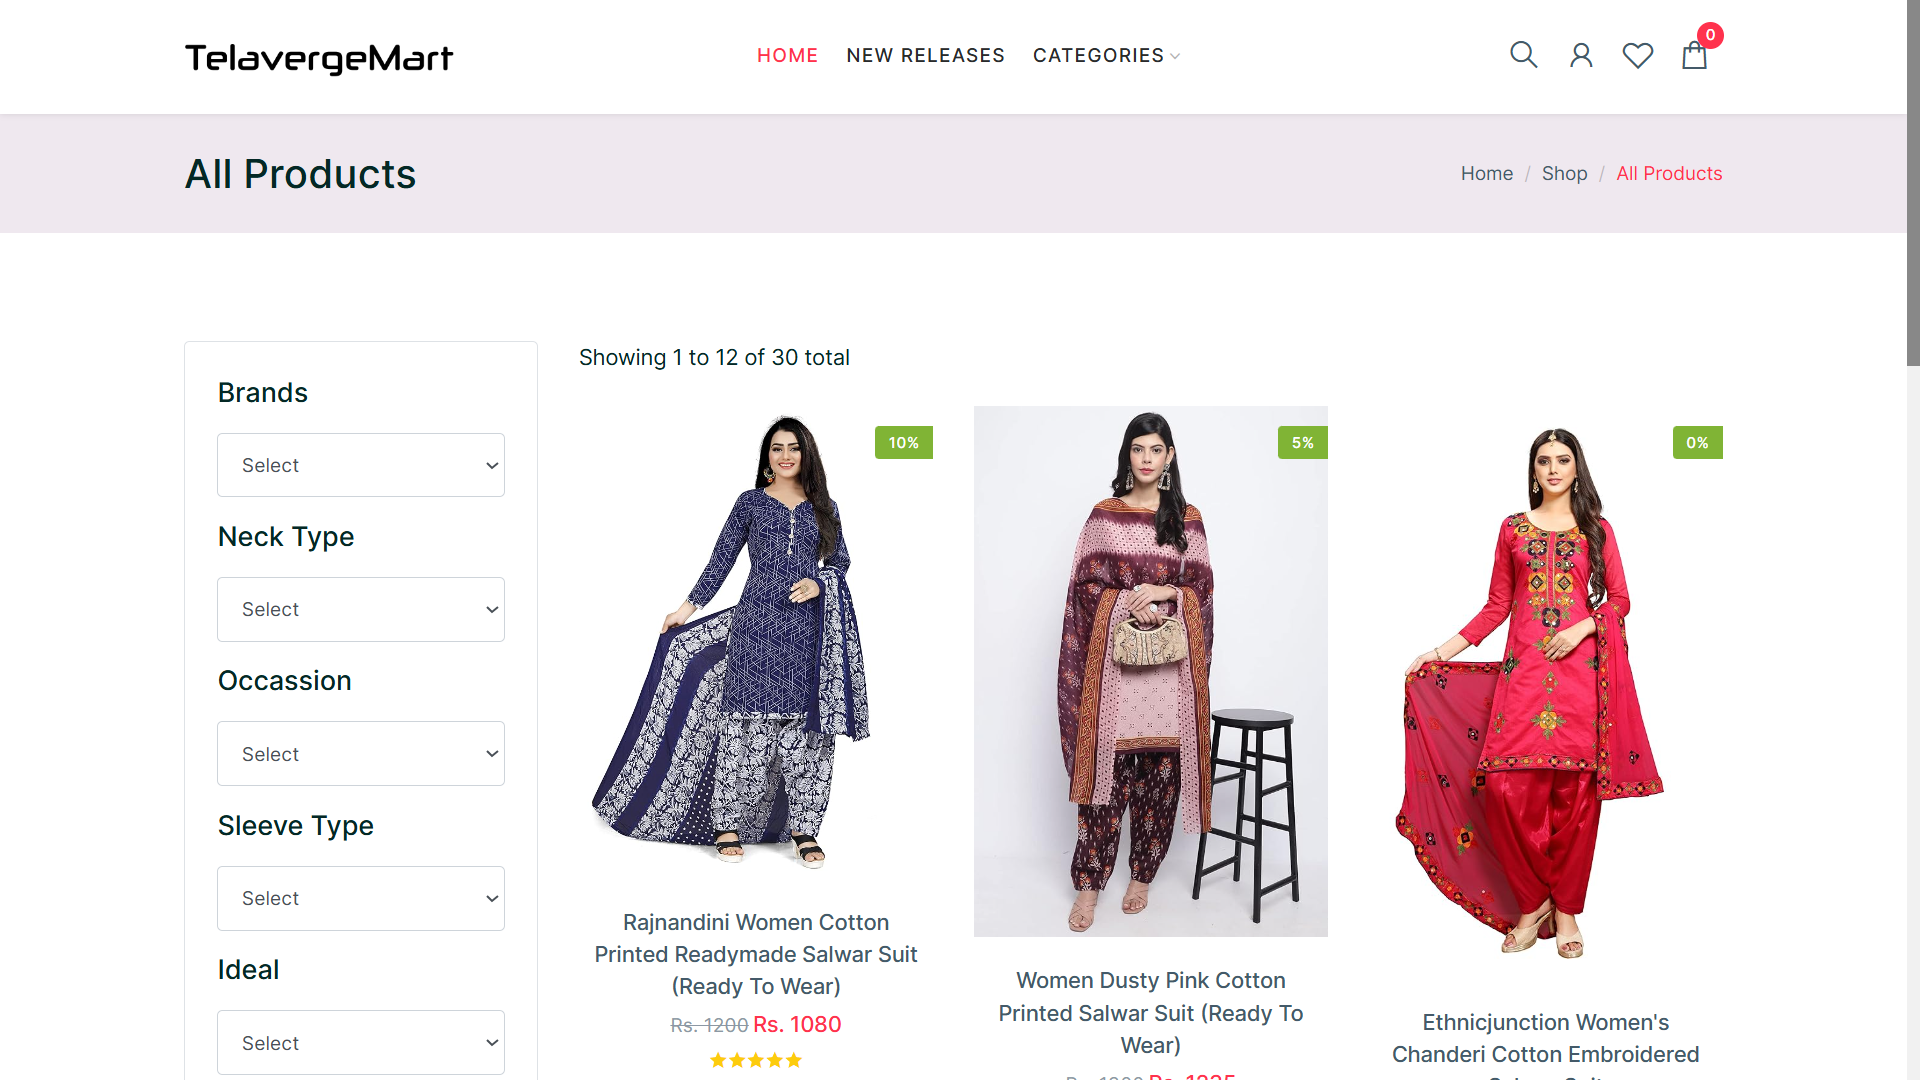 TelavergeMart
HOME
NEW RELEASES
CATEGORIES
0
All Products
Home / Shop / All Products
Brands
Select
Neck Type
Select
Occassion
Select
Sleeve Type
Select
Ideal
Select
Showing 1 to 12 of 30 total
10%
Rajnandini Women Cotton
Printed Readymade Salwar Suit
(Ready To Wear)
Rs. 1200 Rs. 1080
5%
Women Dusty Pink Cotton
Printed Salwar Suit (Ready To
Wear)
0%
Ethnicjunction Women's
Chanderi Cotton Embroidered